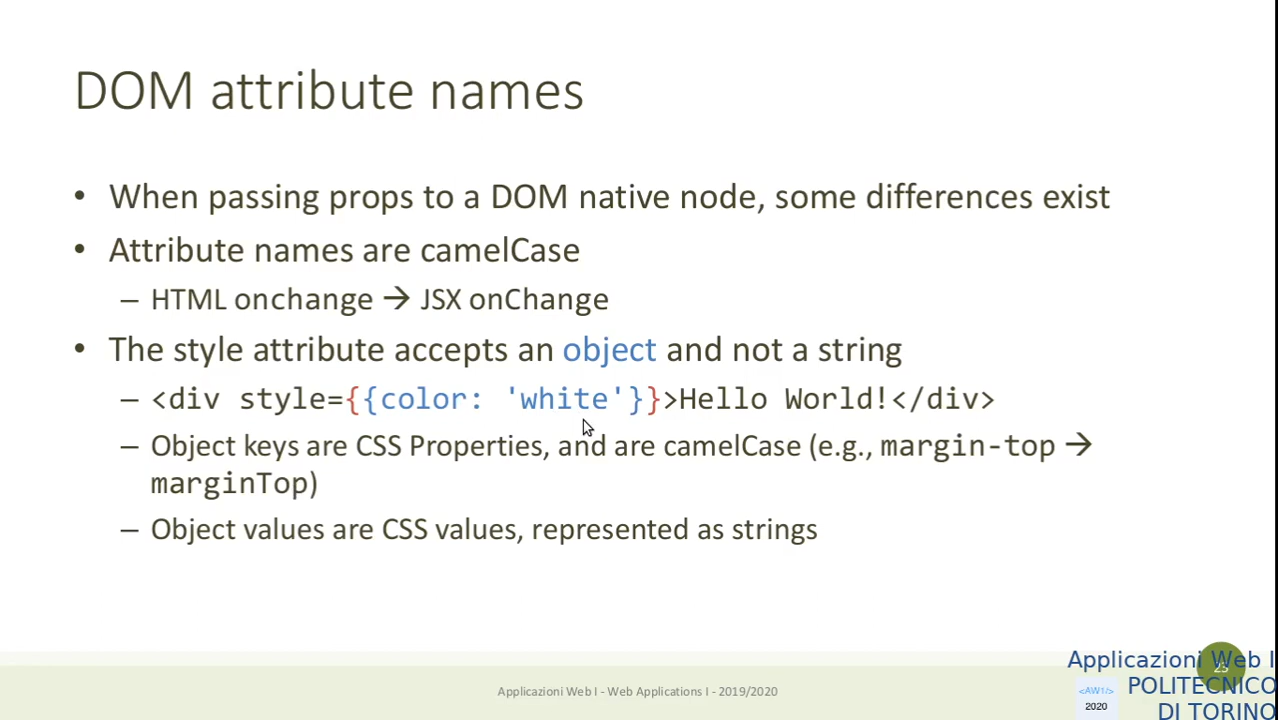 DOM attribute names
• When passing props to a DOM native node, some differences exist
• Attribute names are camelCase
– HTML onchange → JSX onChange
• The style attribute accepts an object and not a string
– <div style={{color: 'white'}}>Hello World!</div>
– Object keys are CSS Properties, and are camelCase (e.g., margin-top →
marginTop)
– Object values are CSS values, represented as strings
Applicazioni Web I - Web Applications I - 2019/2020
Applicazioni Web I
POLITECNICO
DI TORINO
<AW1/>
2020